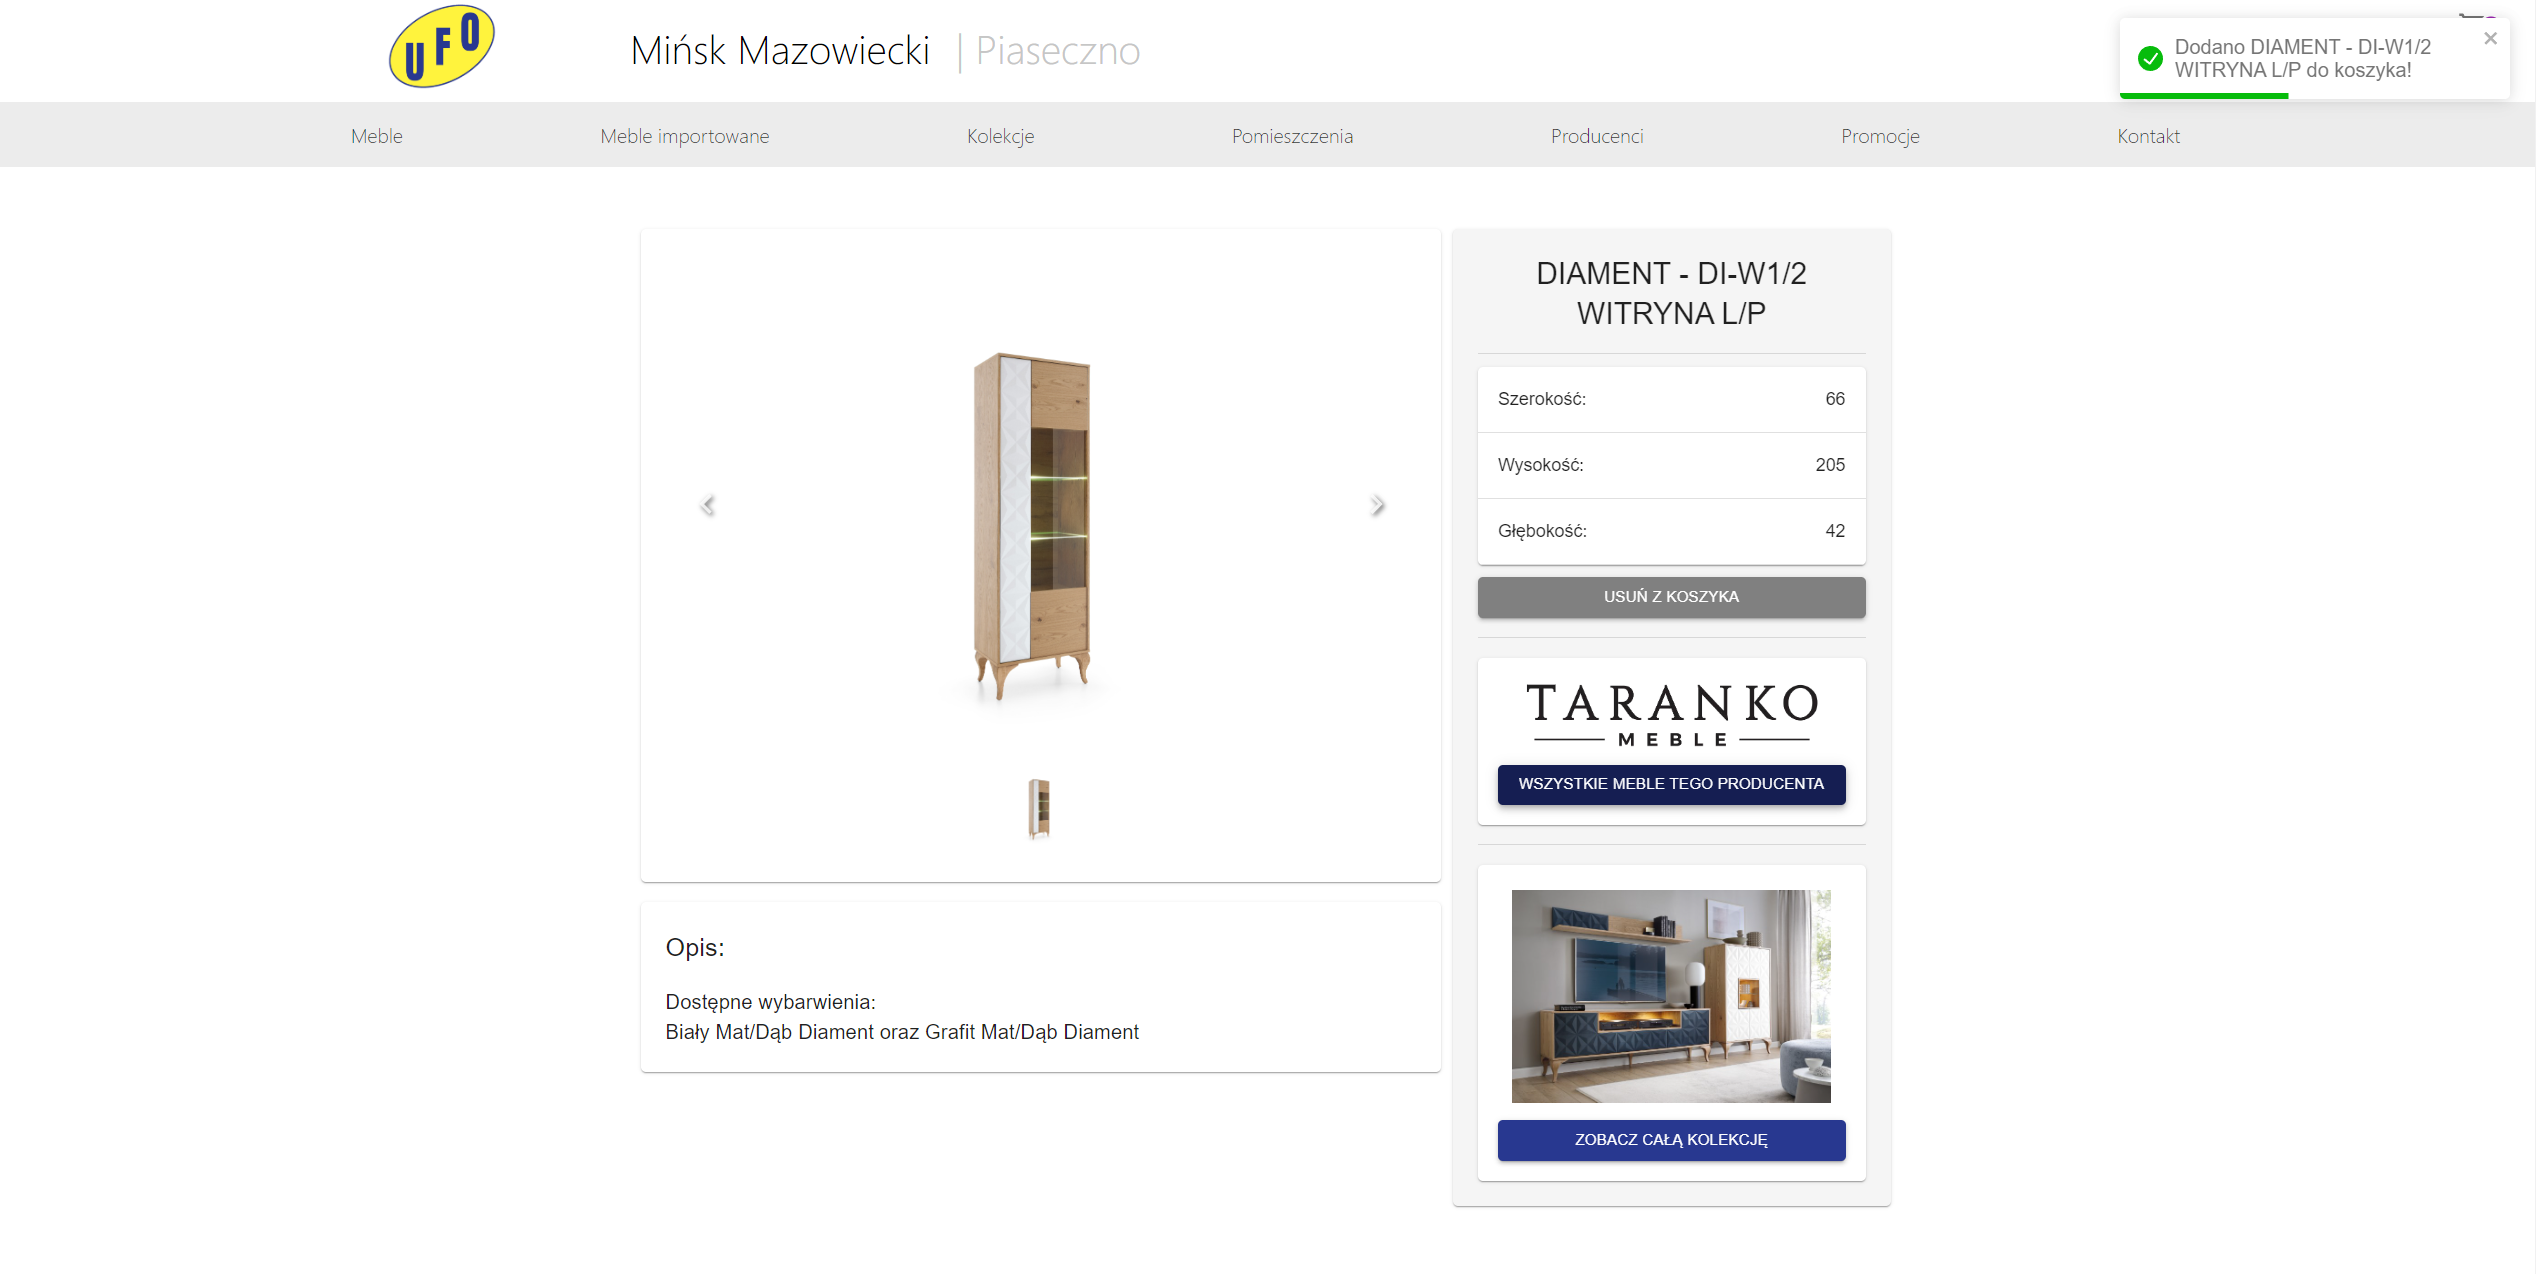 UFO
Mińsk Mazowiecki | Piaseczno
Dodano DIAMENT - DI-W1/2
WITRYNA L/P do koszyka!
Meble
Meble importowane
Kolekcje
Pomieszczenia
Producenci
Promocje
Kontakt
DIAMENT - DI-W1/2
WITRYNA L/P
Szerokość: 66
Wysokość: 205
Głębokość: 42
USUŃ Z KOSZYKA
TARANKO
MEBLE
WSZYSTKIE MEBLE TEGO PRODUCENTA
ZOBACZ CAŁĄ KOLEKCJĘ
Opis:
Dostępne wybarwienia:
Biały Mat/Dąb Diament oraz Grafit Mat/Dąb Diament